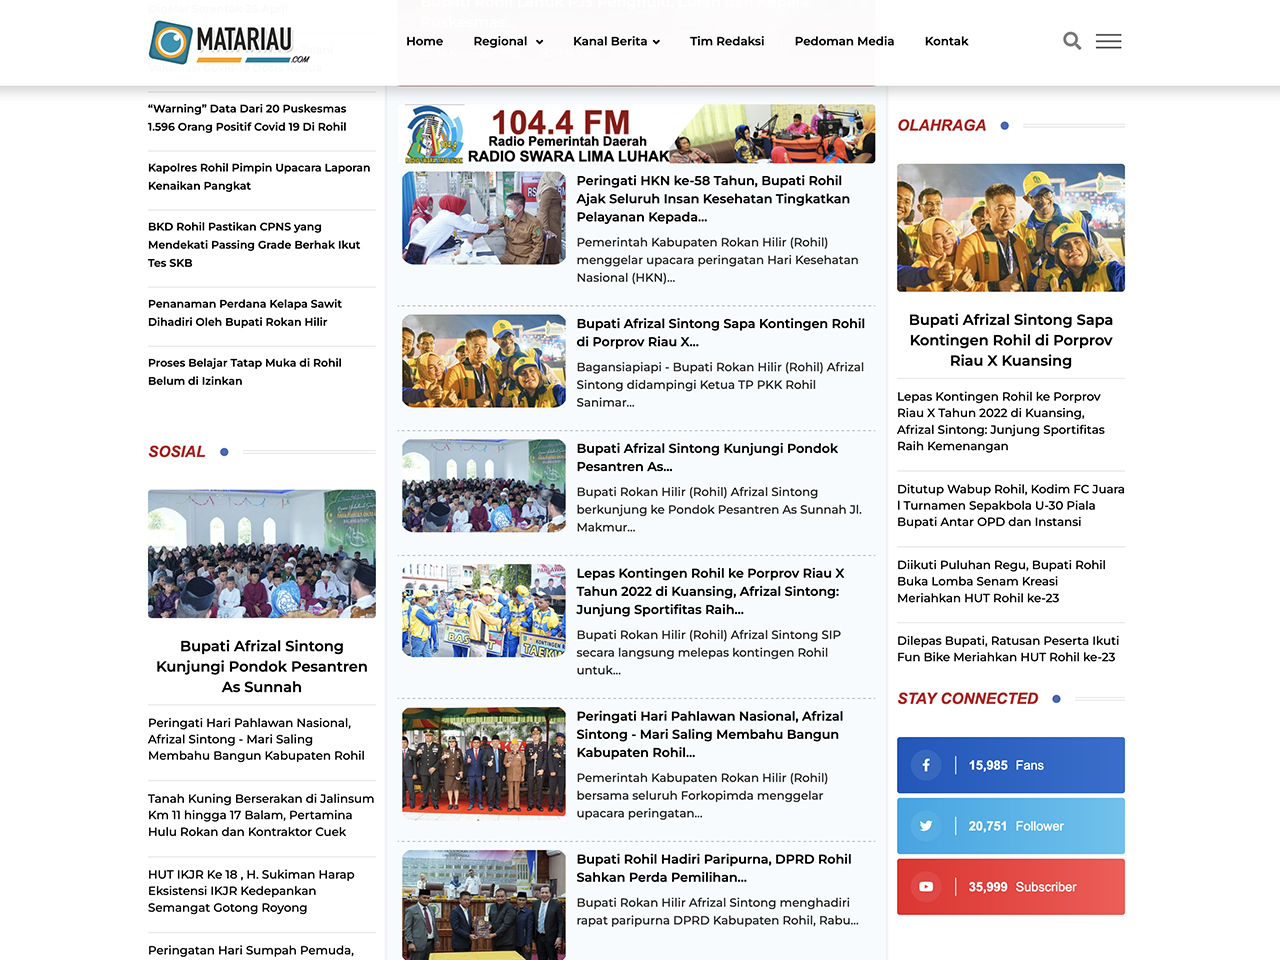 MATARIAU
.COM
Home
Regional
Kanal Berita
Tim Redaksi
Pedoman Media
Kontak
“Warning” Data Dari 20 Puskesmas
1.596 Orang Positif Covid 19 Di Rohil
Kapolres Rohil Pimpin Upacara Laporan
Kenaikan Pangkat
BKD Rohil Pastikan CPNS yang
Mendekati Passing Grade Berhak Ikut
Tes SKB
Penanaman Perdana Kelapa Sawit
Dihadiri Oleh Bupati Rokan Hilir
Proses Belajar Tatap Muka di Rohil
Belum di Izinkan
SOSIAL
Bupati Afrizal Sintong
Kunjungi Pondok Pesantren
As Sunnah
Peringati Hari Pahlawan Nasional,
Afrizal Sintong - Mari Saling
Membahu Bangun Kabupaten Rohil
Tanah Kuning Berserakan di Jalinsum
Km 11 hingga 17 Balam, Pertamina
Hulu Rokan dan Kontraktor Cuek
HUT IKJR Ke 18 , H. Sukiman Harap
Eksistensi IKJR Kedepankan
Semangat Gotong Royong
Peringatan Hari Sumpah Pemuda,
104.4 FM
Radio Pemerintah Daerah
RADIO SWARA LIMA LUHAK
Peringati HKN ke-58 Tahun, Bupati Rohil
Ajak Seluruh Insan Kesehatan Tingkatkan
Pelayanan Kepada...
Pemerintah Kabupaten Rokan Hilir (Rohil)
menggelar upacara peringatan Hari Kesehatan
Nasional (HKN)...
Bupati Afrizal Sintong Sapa Kontingen Rohil
di Porprov Riau X...
Bagansiapiapi - Bupati Rokan Hilir (Rohil) Afrizal
Sintong didampingi Ketua TP PKK Rohil
Sanimar...
Bupati Afrizal Sintong Kunjungi Pondok
Pesantren As...
Bupati Rokan Hilir (Rohil) Afrizal Sintong
berkunjung ke Pondok Pesantren As Sunnah Jl.
Makmur...
Lepas Kontingen Rohil ke Porprov Riau X
Tahun 2022 di Kuansing, Afrizal Sintong:
Junjung Sportifitas Raih...
Bupati Rokan Hilir (Rohil) Afrizal Sintong SIP
secara langsung melepas kontingen Rohil
untuk...
Peringati Hari Pahlawan Nasional, Afrizal
Sintong - Mari Saling Membahu Bangun
Kabupaten Rohil...
Pemerintah Kabupaten Rokan Hilir (Rohil)
bersama seluruh Forkopimda menggelar
upacara peringatan...
Bupati Rohil Hadiri Paripurna, DPRD Rohil
Sahkan Perda Pemilihan...
Bupati Rokan Hilir Afrizal Sintong menghadiri
rapat paripurna DPRD Kabupaten Rohil, Rabu...
OLAHRAGA
Bupati Afrizal Sintong Sapa
Kontingen Rohil di Porprov
Riau X Kuansing
Lepas Kontingen Rohil ke Porprov
Riau X Tahun 2022 di Kuansing,
Afrizal Sintong: Junjung Sportifitas
Raih Kemenangan
Ditutup Wabup Rohil, Kodim FC Juara
I Turnamen Sepakbola U-30 Piala
Bupati Antar OPD dan Instansi
Diikuti Puluhan Regu, Bupati Rohil
Buka Lomba Senam Kreasi
Meriahkan HUT Rohil ke-23
Dilepas Bupati, Ratusan Peserta Ikuti
Fun Bike Meriahkan HUT Rohil ke-23
STAY CONNECTED
15,985 Fans
20,751 Follower
35,999 Subscriber